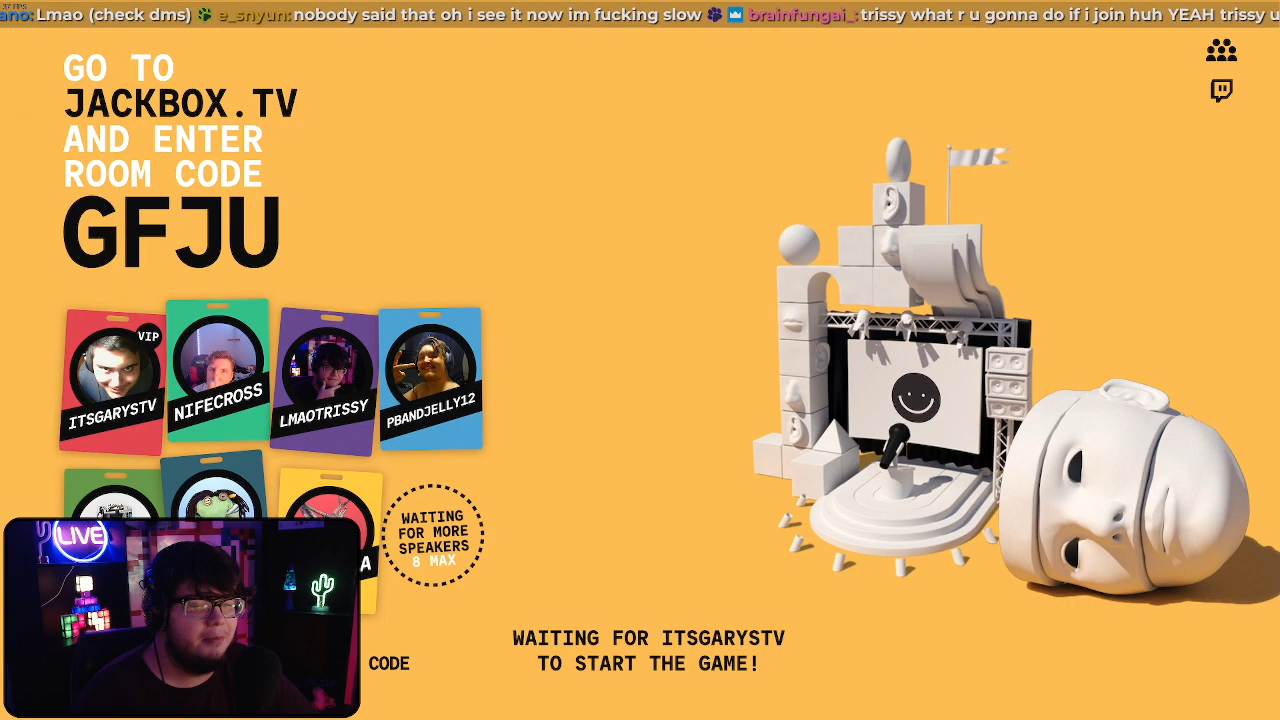 37 FPS
ano: Lmao (check dms) e_snyun: nobody said that oh i see it now im fucking slow brainfungai_: trissy what r u gonna do if i join huh YEAH trissy u
GO TO
JACKBOX.TV
AND ENTER
ROOM CODE
GFJU
VIP
ITSGARYSTV
NIFECROSS
LMAOTRISSY
PBANDJELLY12
WAITING
FOR MORE
SPEAKERS
8 MAX
A
LIVE
CODE
WAITING FOR ITSGARYSTV
TO START THE GAME!